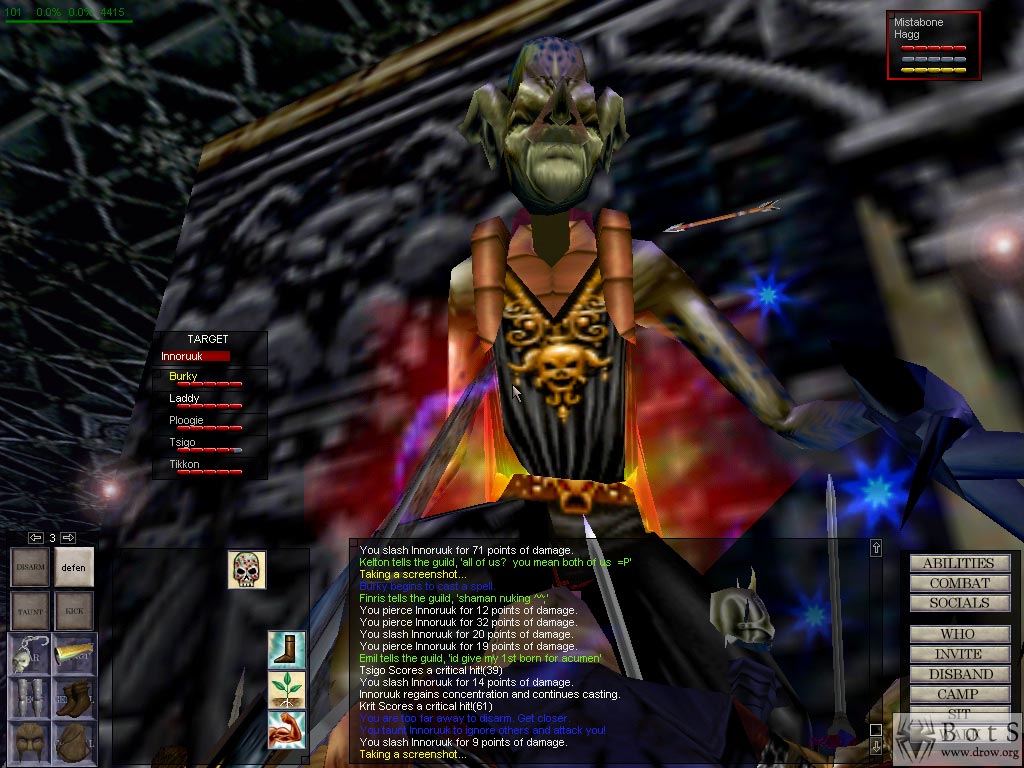 101 0.0% 0.0% 4415
Mistabone
Hagg
TARGET
Innoruuk
Burky
Laddy
Ploogie
Tsigo
Tikkon
3
DISARM
defen
TAUNT
KICK
You slash Innoruuk for 71 points of damage.
Kelton tells the guild, 'all of us? you mean both of us =P'
Taking a screenshot...
Burky begins to cast a spell.
Finris tells the guild, 'shaman nuking ^^;'
You pierce Innoruuk for 12 points of damage.
You pierce Innoruuk for 32 points of damage.
You slash Innoruuk for 20 points of damage.
You pierce Innoruuk for 19 points of damage.
Emil tells the guild, 'id give my 1st born for acumen'
Tsigo Scores a critical hit!(39)
You slash Innoruuk for 14 points of damage.
Innoruuk regains concentration and continues casting.
Krit Scores a critical hit!(61)
You are too far away to disarm. Get closer.
You taunt Innoruuk to ignore others and attack you!
You slash Innoruuk for 9 points of damage.
Taking a screenshot...
ABILITIES
COMBAT
SOCIALS
WHO
INVITE
DISBAND
CAMP
SIT
BotS
www.drow.org